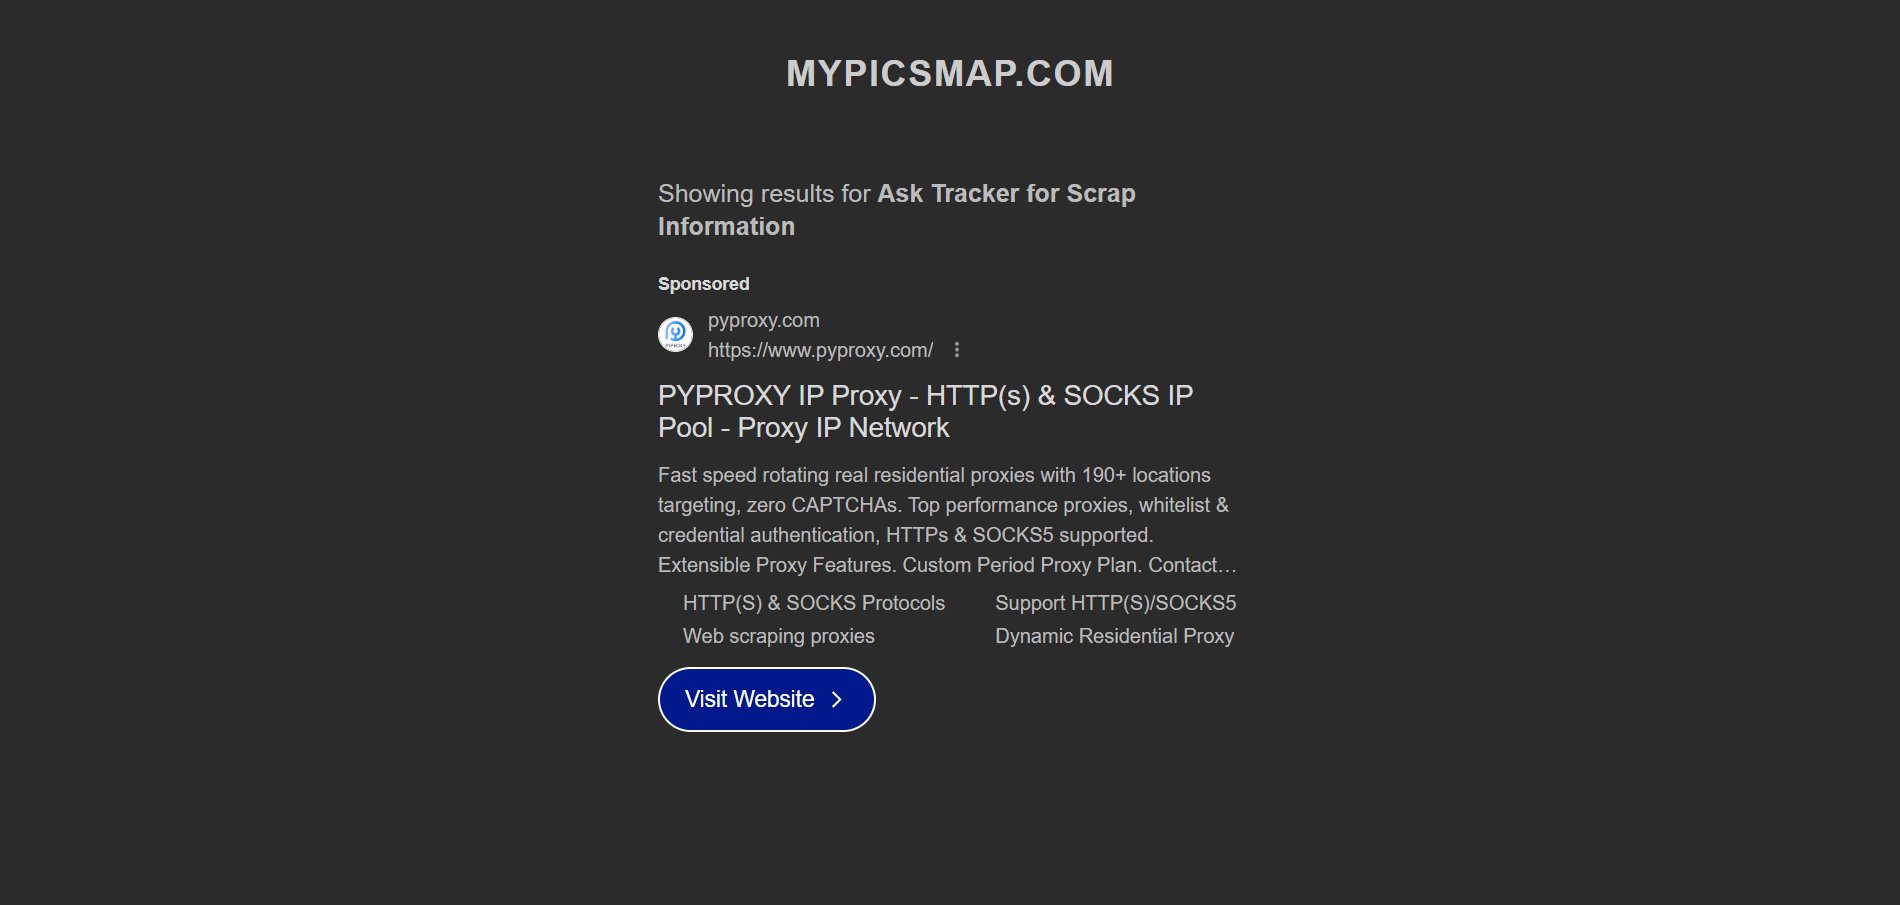 MYPICSMAP.COM
Showing results for Ask Tracker for Scrap
Information
Sponsored
pyproxy.com
https://www.pyproxy.com/
PYPROXY IP Proxy - HTTP(s) & SOCKS IP
Pool - Proxy IP Network
Fast speed rotating real residential proxies with 190+ locations
targeting, zero CAPTCHAs. Top performance proxies, whitelist &
credential authentication, HTTPs & SOCKS5 supported.
Extensible Proxy Features. Custom Period Proxy Plan. Contact…
HTTP(S) & SOCKS Protocols
Support HTTP(S)/SOCKS5
Web scraping proxies
Dynamic Residential Proxy
Visit Website